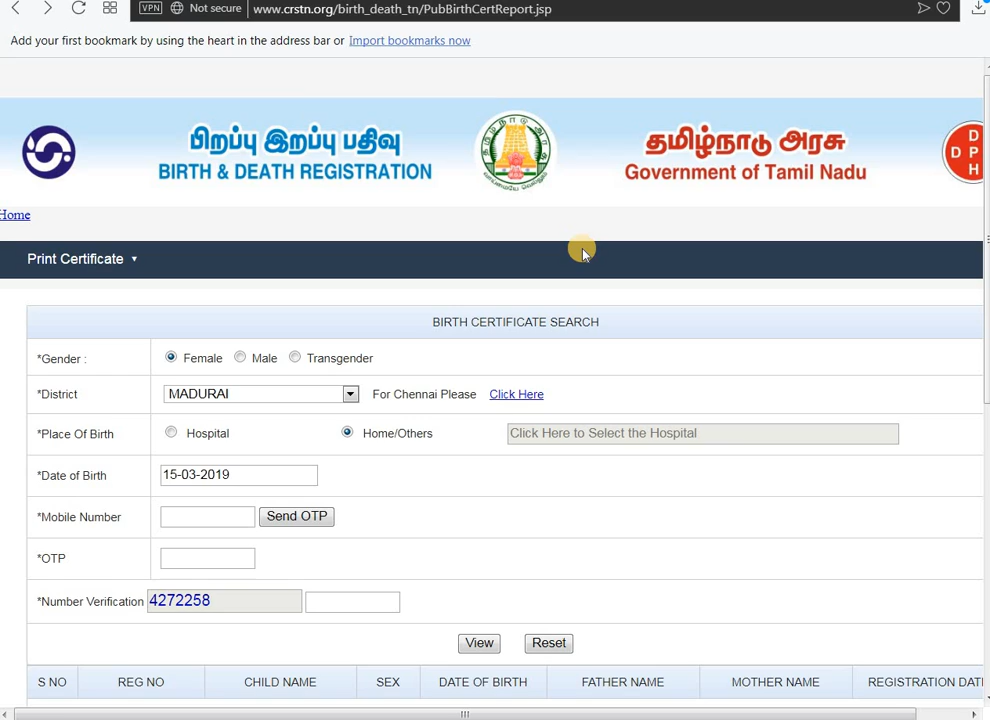 VPN Not secure www.crstn.org/birth_death_tn/PubBirthCertReport.jsp
Add your first bookmark by using the heart in the address bar or Import bookmarks now
பிறப்பு இறப்பு பதிவு
BIRTH & DEATH REGISTRATION
தமிழ்நாடு அரசு
Government of Tamil Nadu
D D P H
Home
Print Certificate
BIRTH CERTIFICATE SEARCH
*Gender : Female Male Transgender
*District MADURAI For Chennai Please Click Here
*Place Of Birth Hospital Home/Others Click Here to Select the Hospital
*Date of Birth 15-03-2019
*Mobile Number Send OTP
*OTP
*Number Verification 4272258
View Reset
S NO REG NO CHILD NAME SEX DATE OF BIRTH FATHER NAME MOTHER NAME REGISTRATION DAT